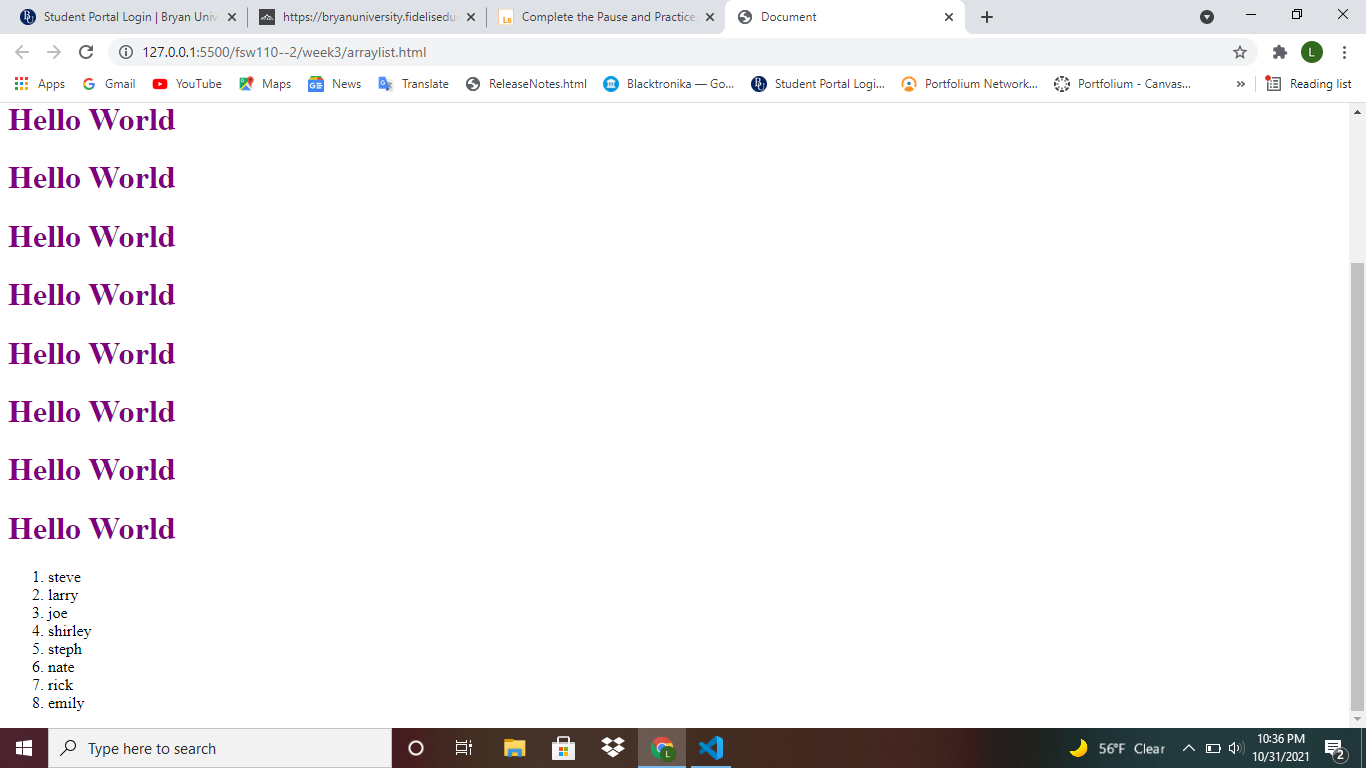 Student Portal Login | Bryan Univ
https://bryanuniversity.fidelisedu
Complete the Pause and Practice
Document
127.0.0.1:5500/fsw110--2/week3/arraylist.html
L
Apps
Gmail
YouTube
Maps
News
Translate
ReleaseNotes.html
Blacktronika — Go...
Student Portal Logi...
Portfolium Network...
Portfolium - Canvas...
»
Reading list
Hello World
Hello World
Hello World
Hello World
Hello World
Hello World
Hello World
Hello World
1. steve
2. larry
3. joe
4. shirley
5. steph
6. nate
7. rick
8. emily
Type here to search
L
56°F Clear
10:36 PM
10/31/2021
2